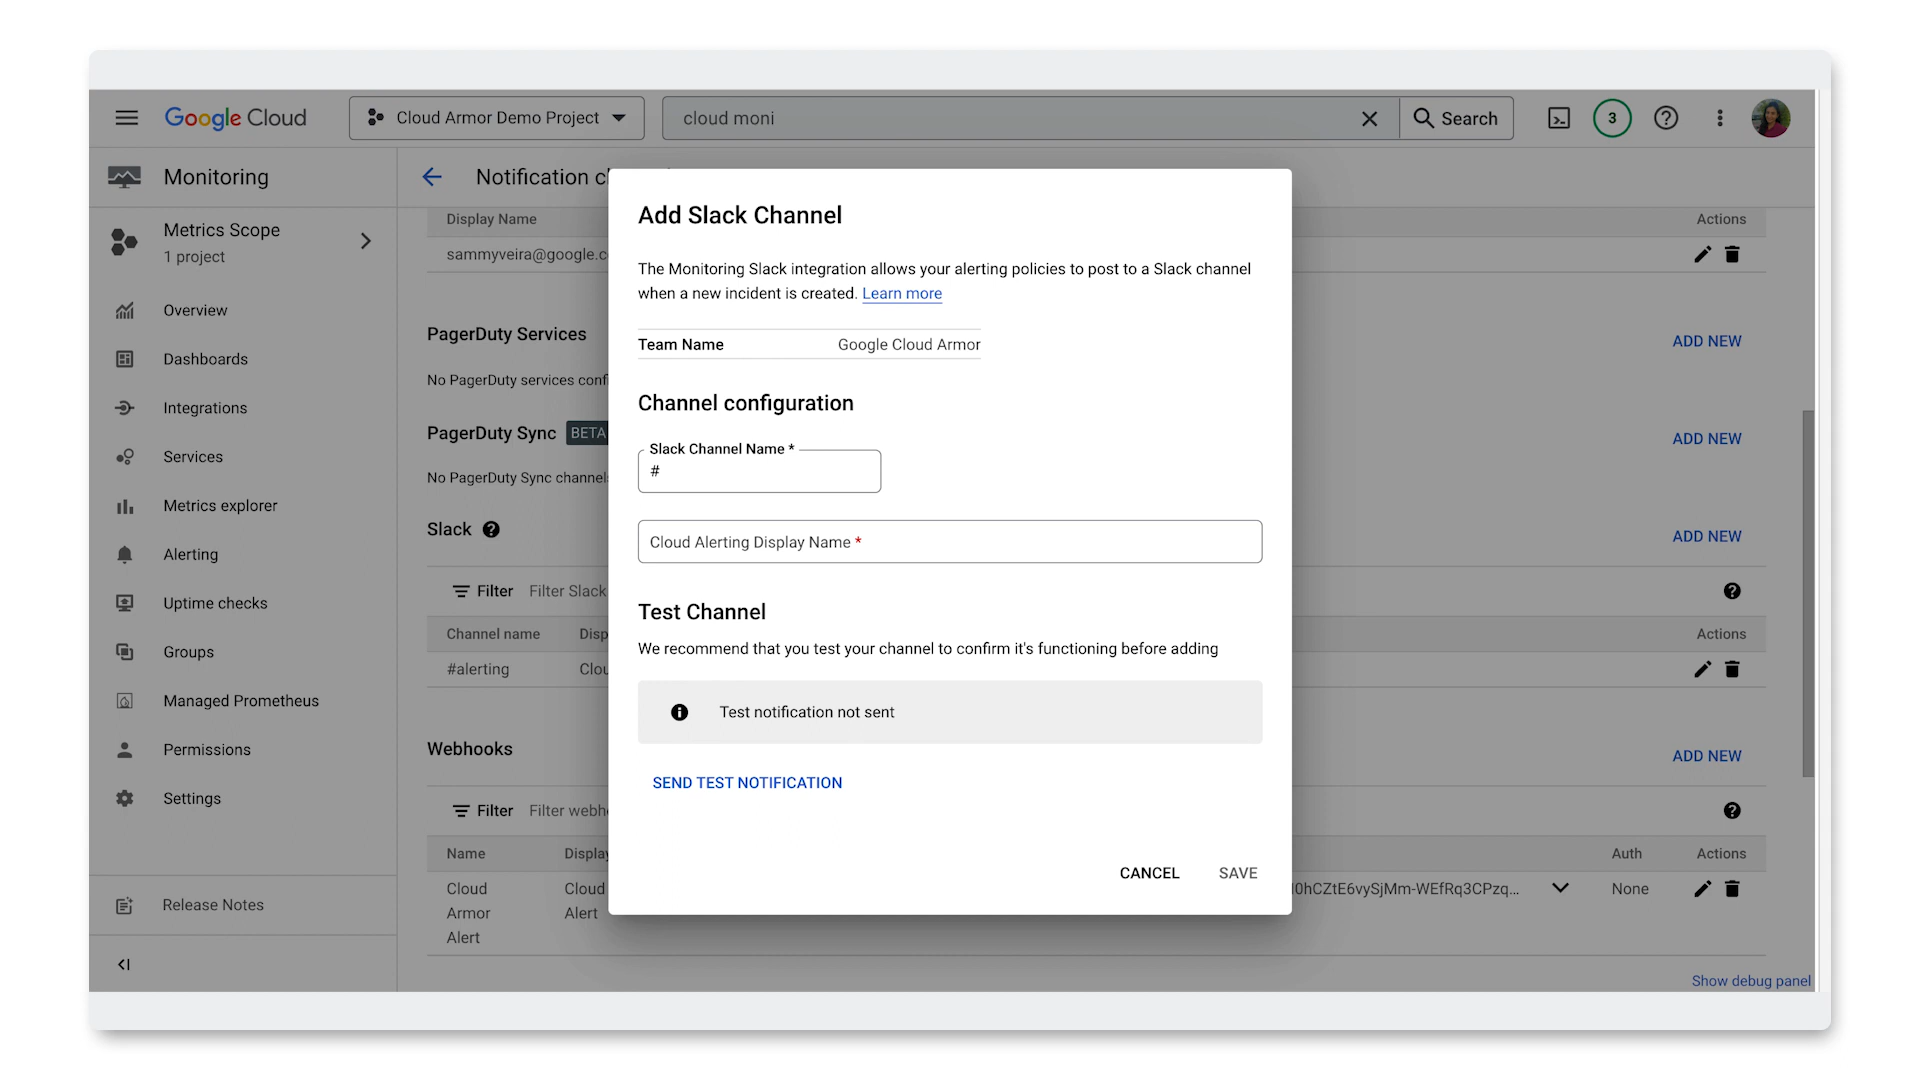 Google Cloud
Cloud Armor Demo Project
cloud moni
Search
3
Monitoring
Metrics Scope
1 project
Overview
Dashboards
Integrations
Services
Metrics explorer
Alerting
Uptime checks
Groups
Managed Prometheus
Permissions
Settings
Release Notes
Notification
Display Name
Actions
sammyveira@google.c
PagerDuty Services
ADD NEW
No PagerDuty services conf
PagerDuty Sync BETA
ADD NEW
No PagerDuty Sync channel
Slack
ADD NEW
Filter Filter Slack
Channel name Disp
Actions
#alerting Clou
Webhooks
ADD NEW
Filter Filter webh
Name Display
Auth Actions
Cloud Armor Alert
Cloud Alert
0hCZtE6vySjMm-WEfRq3CPzq...
None
Show debug panel
Add Slack Channel
The Monitoring Slack integration allows your alerting policies to post to a Slack channel
when a new incident is created. Learn more
Team Name Google Cloud Armor
Channel configuration
Slack Channel Name *
#
Cloud Alerting Display Name *
Test Channel
We recommend that you test your channel to confirm it's functioning before adding
Test notification not sent
SEND TEST NOTIFICATION
CANCEL SAVE